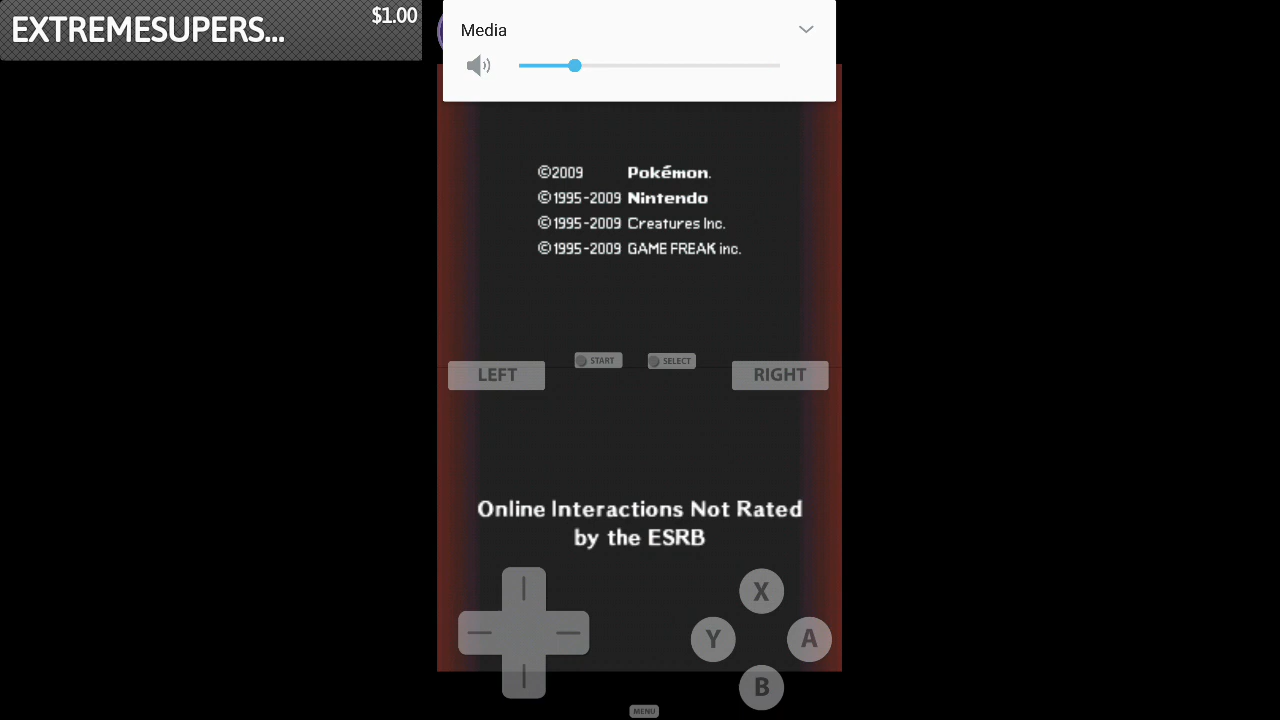 $1.00
EXTREMESUPERS...
Media
©2009 Pokémon.
©1995-2009 Nintendo
©1995-2009 Creatures Inc.
©1995-2009 GAME FREAK inc.
START SELECT
LEFT RIGHT
Online Interactions Not Rated
by the ESRB
X
Y A
B
MENU